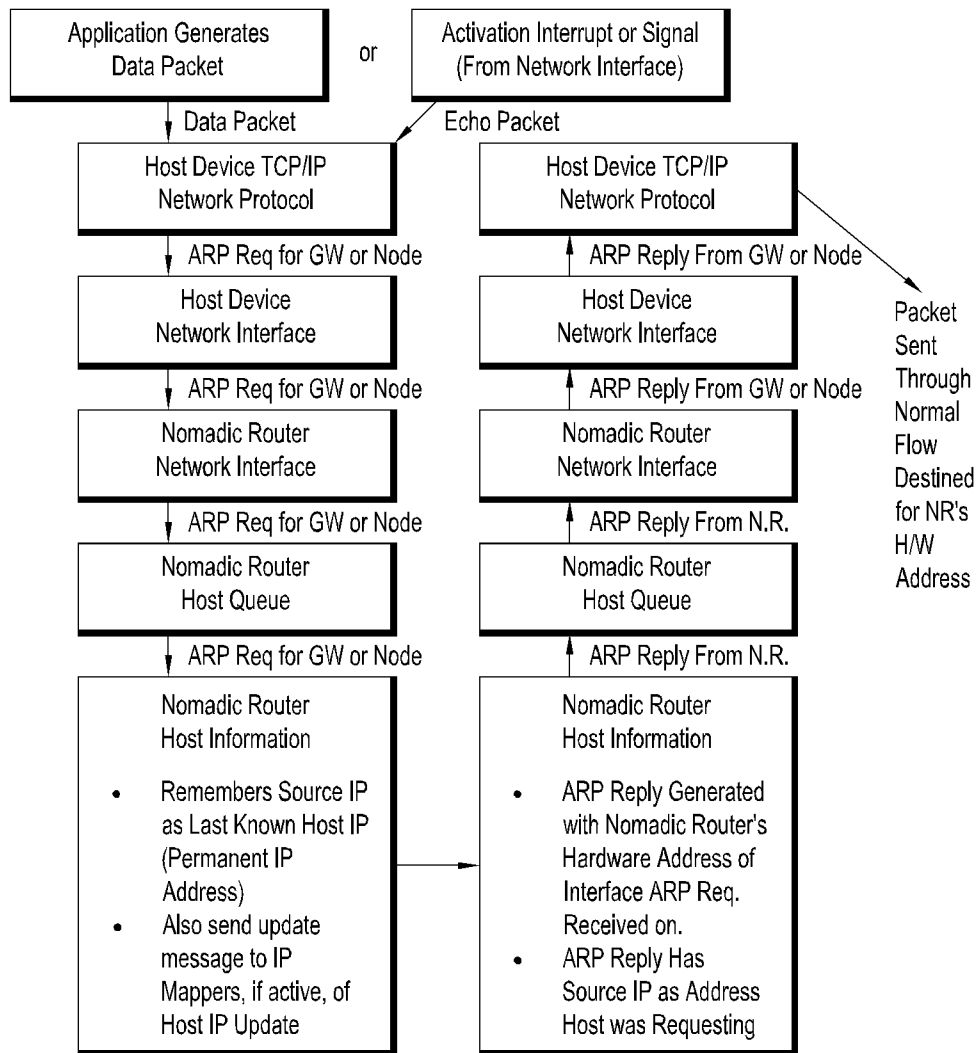 Application Generates
Data Packet
or
Activation Interrupt or Signal
(From Network Interface)
Data Packet
Echo Packet
Host Device TCP/IP
Network Protocol
ARP Req for GW or Node
Host Device
Network Interface
ARP Req for GW or Node
Nomadic Router
Network Interface
ARP Req for GW or Node
Nomadic Router
Host Queue
ARP Req for GW or Node
Nomadic Router
Host Information
• Remembers Source IP
as Last Known Host IP
(Permanent IP
Address)
• Also send update
message to IP
Mappers, if active, of
Host IP Update
Nomadic Router
Host Information
• ARP Reply Generated
with Nomadic Router's
Hardware Address of
Interface ARP Req.
Received on.
• ARP Reply Has
Source IP as Address
Host was Requesting
ARP Reply From N.R.
Nomadic Router
Host Queue
ARP Reply From N.R.
Nomadic Router
Network Interface
ARP Reply From GW or Node
Host Device
Network Interface
ARP Reply From GW or Node
Host Device TCP/IP
Network Protocol
Packet
Sent
Through
Normal
Flow
Destined
for NR's
H/W
Address